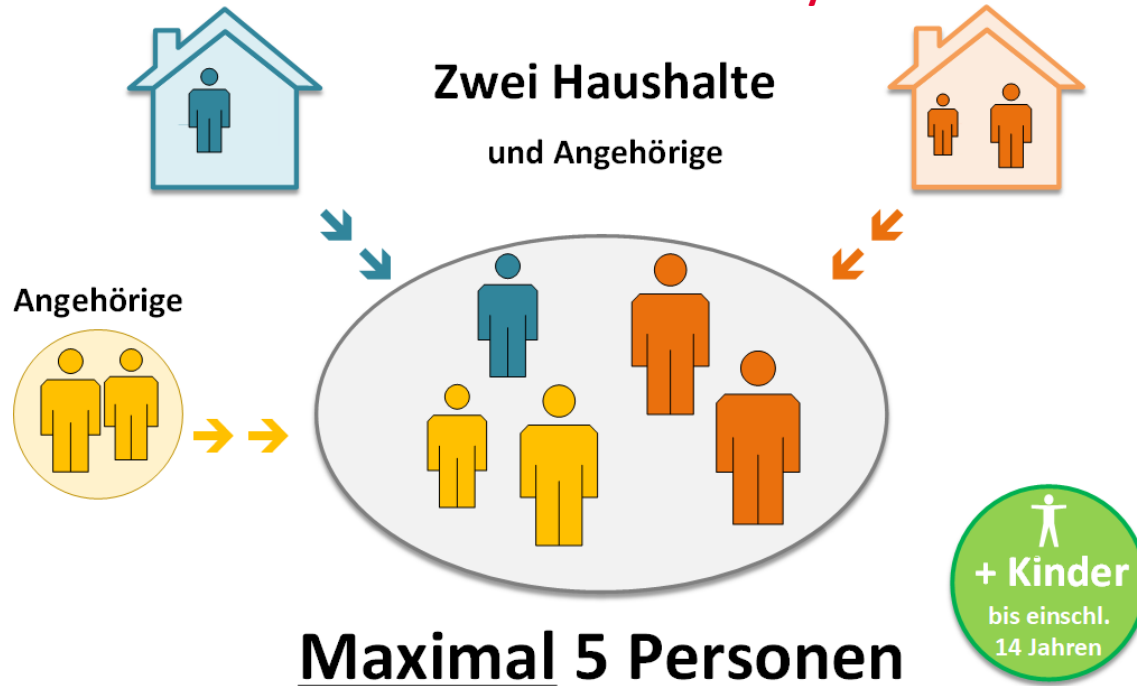 Zwei Haushalte
und Angehörige
Angehörige
+ Kinder
bis einschl.
14 Jahren
Maximal 5 Personen